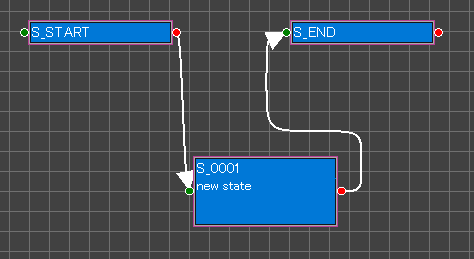 S_START
S_END
S_0001
new state